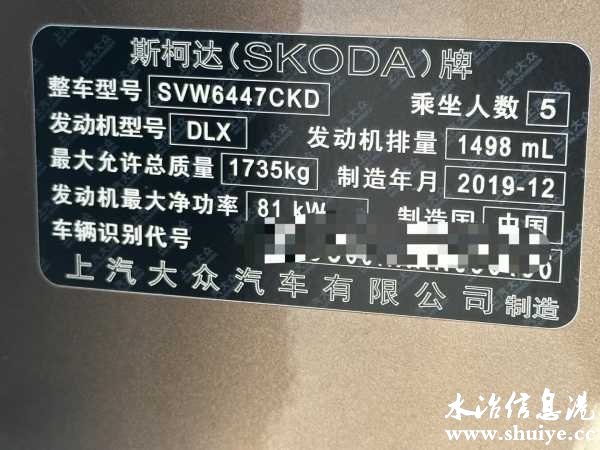 斯柯达(SKODA)牌
整车型号 SVW6447CKD 乘坐人数 5
发动机型号 DLX 发动机排量 1498 mL
最大允许总质量 1735kg 制造年月 2019-12
发动机最大净功率 81 kW 制造国 中国
车辆识别代号
上汽大众汽车有限公司制造
水冶信息港
www.shuiye.cc